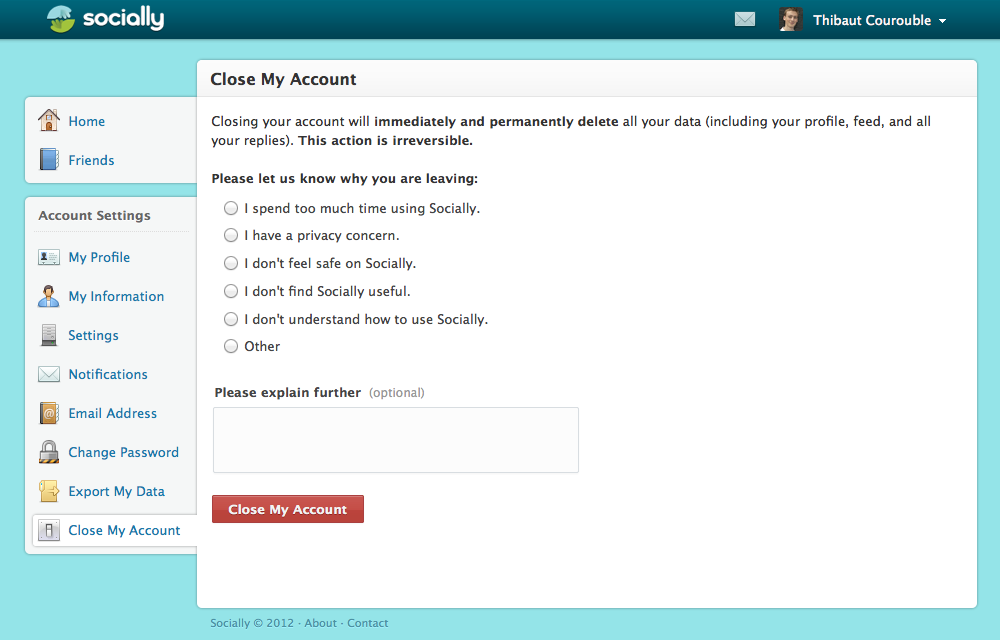 socially
Thibaut Courouble
Home
Friends
Account Settings
My Profile
My Information
Settings
Notifications
Email Address
Change Password
Export My Data
Close My Account
Close My Account
Closing your account will immediately and permanently delete all your data (including your profile, feed, and all
your replies). This action is irreversible.
Please let us know why you are leaving:
I spend too much time using Socially.
I have a privacy concern.
I don't feel safe on Socially.
I don't find Socially useful.
I don't understand how to use Socially.
Other
Please explain further (optional)
Close My Account
Socially © 2012 - About · Contact